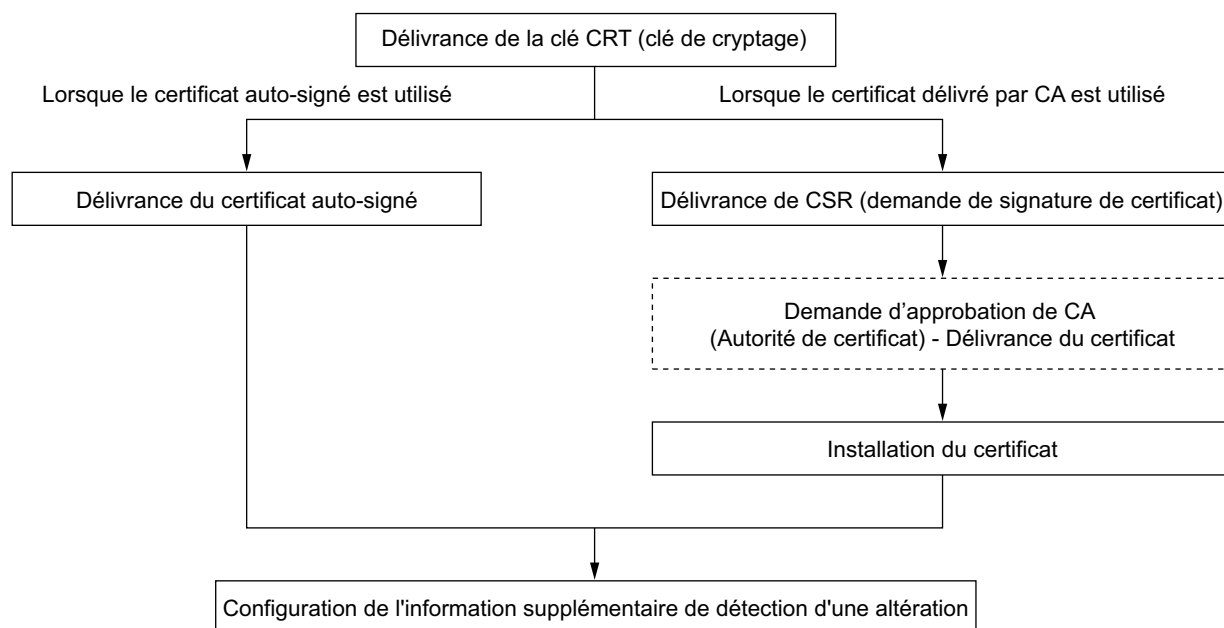 Délivrance de la clé CRT (clé de cryptage)
Lorsque le certificat auto-signé est utilisé
Lorsque le certificat délivré par CA est utilisé
Délivrance du certificat auto-signé
Délivrance de CSR (demande de signature de certificat)
Demande d’approbation de CA
(Autorité de certificat) - Délivrance du certificat
Installation du certificat
Configuration de l'information supplémentaire de détection d'une altération